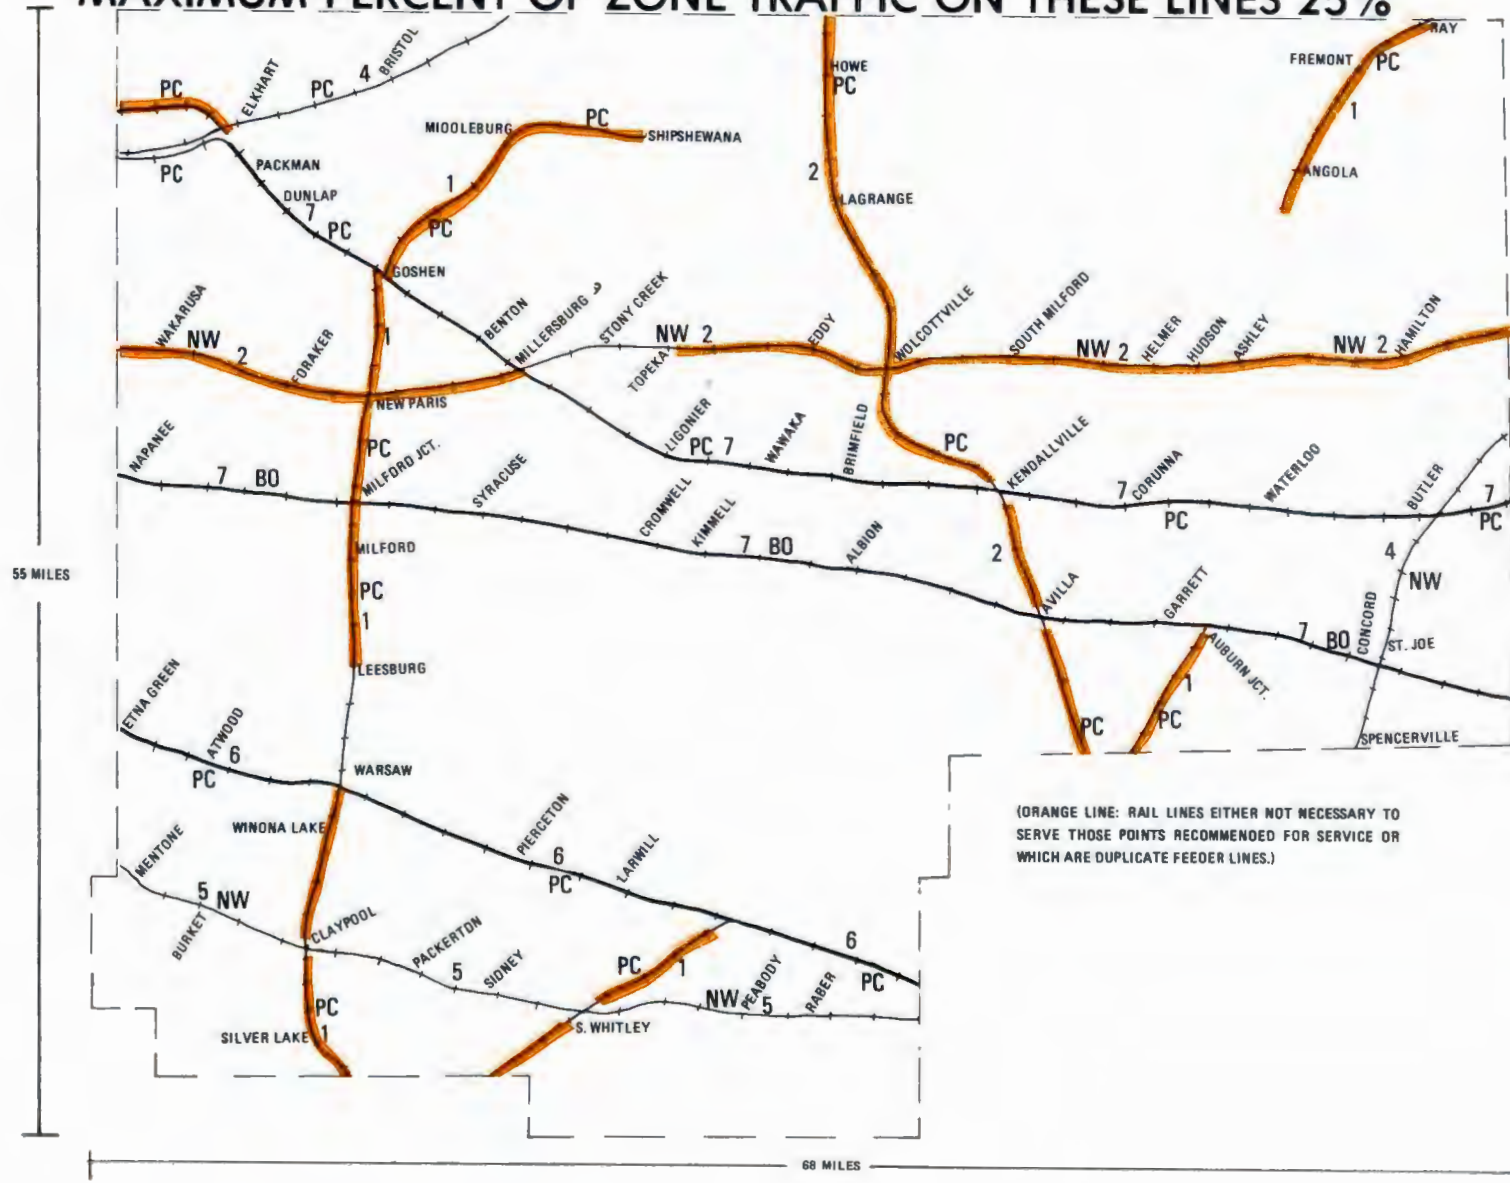 MAXIMUM PERCENT OF ZONE TRAFFIC ON THESE LINES 25%
RAY
FREMONT
PC
1
ANGOLA
HOWE
PC
2
LAGRANGE
BRISTOL
4
PC
ELKHART
PC
PC
PACKMAN
DUNLAP
7
PC
MIDDLEBURG
PC
SHIPSHEWANA
1
PC
GOSHEN
WAKARUSA
NW
2
FORAKER
1
NEW PARIS
BENTON
MILLERSBURG
STONY CREEK
TOPEKA
NW 2
EDDY
WOLCOTTVILLE
SOUTH MILFORD
NW 2
HELMER
HUDSON
ASHLEY
NW 2
HAMILTON
NAPANEE
7
BO
PC
MILFORD JCT.
SYRACUSE
LIGONIER
PC 7
WAWAKA
BRIMFIELD
PC
KENDALLVILLE
7
CORUNNA
PC
WATERLOO
BUTLER
7
PC
CROMWELL
KIMMELL
7
BO
ALBION
2
AVILLA
GARRETT
AUBURN JCT.
7
BO
CONCORD
4
NW
ST. JOE
SPENCERVILLE
PC
1
PC
MILFORD
PC
1
LEESBURG
55 MILES
ETNA GREEN
ATWOOD
6
PC
WARSAW
WINONA LAKE
PIERCETON
6
PC
LARWILL
6
PC
(ORANGE LINE: RAIL LINES EITHER NOT NECESSARY TO
SERVE THOSE POINTS RECOMMENDED FOR SERVICE OR
WHICH ARE DUPLICATE FEEDER LINES.)
MENTONE
5
NW
BURKET
CLAYPOOL
PACKERTON
5
SIDNEY
PC
1
NW
PEABODY
5
RABER
S. WHITLEY
PC
SILVER LAKE
1
68 MILES